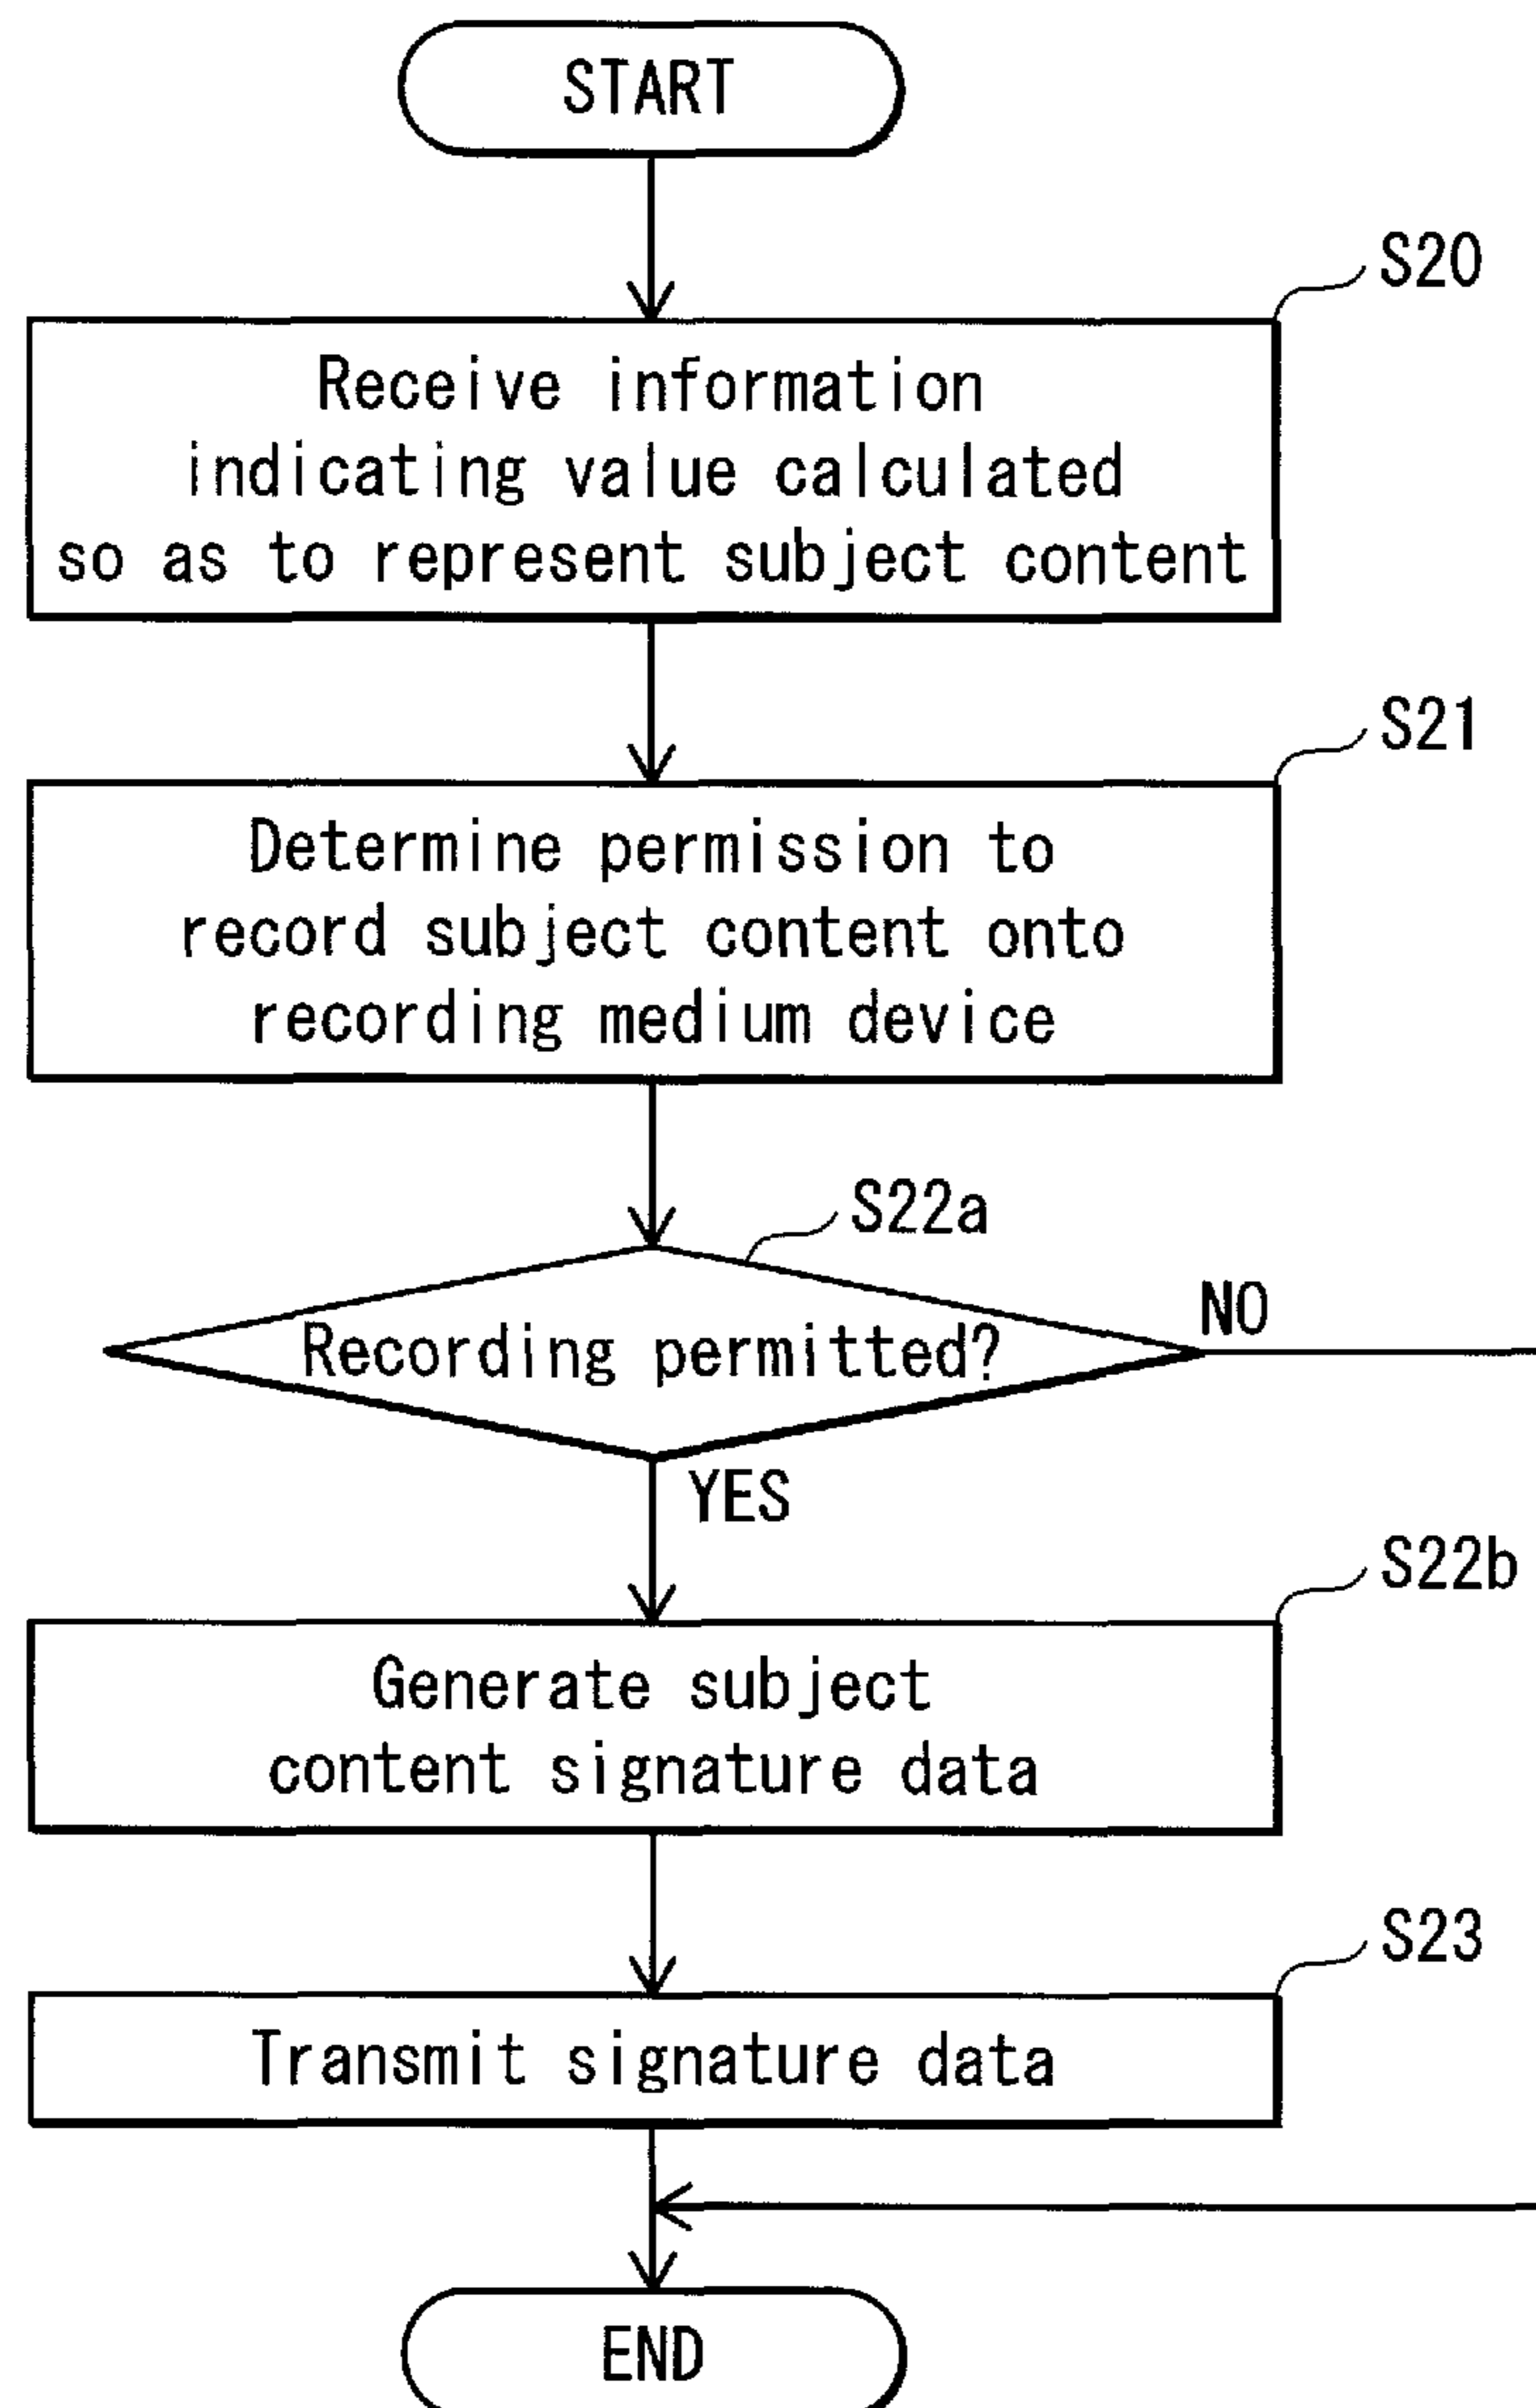 START
S20
Receive information
indicating value calculated
so as to represent subject content
S21
Determine permission to
record subject content onto
recording medium device
S22a
Recording permitted?
NO
YES
S22b
Generate subject
content signature data
S23
Transmit signature data
END